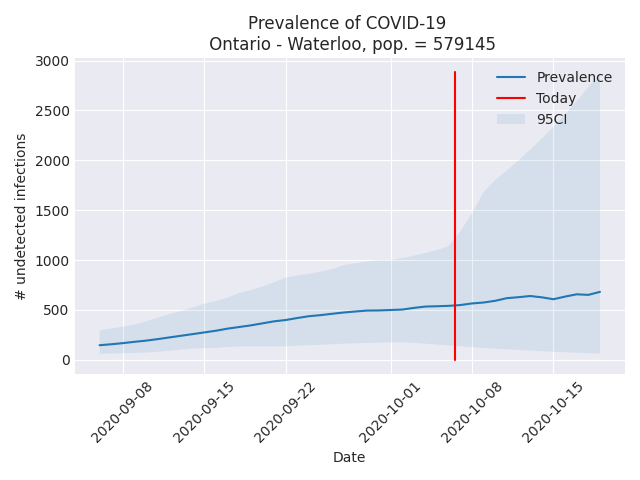 Prevalence of COVID-19
Ontario - Waterloo, pop. = 579145
3000
2500
2000
1500
1000
500
0
# undetected infections
Prevalence
Today
95CI
2020-09-08
2020-09-15
2020-09-22
2020-10-01
2020-10-08
2020-10-15
Date